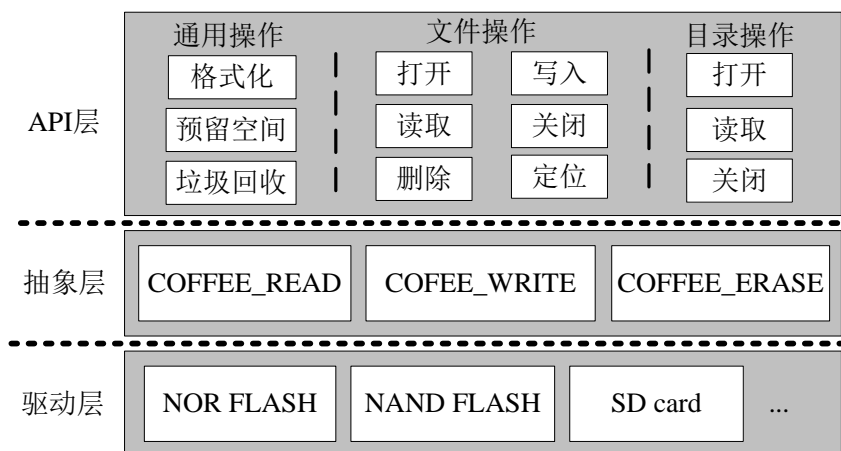 通用操作
文件操作
目录操作
API层
格式化
打开
写入
打开
预留空间
读取
关闭
读取
垃圾回收
删除
定位
关闭
抽象层
COFFEE_READ
COFEE_WRITE
COFFEE_ERASE
驱动层
NOR FLASH
NAND FLASH
SD card
...